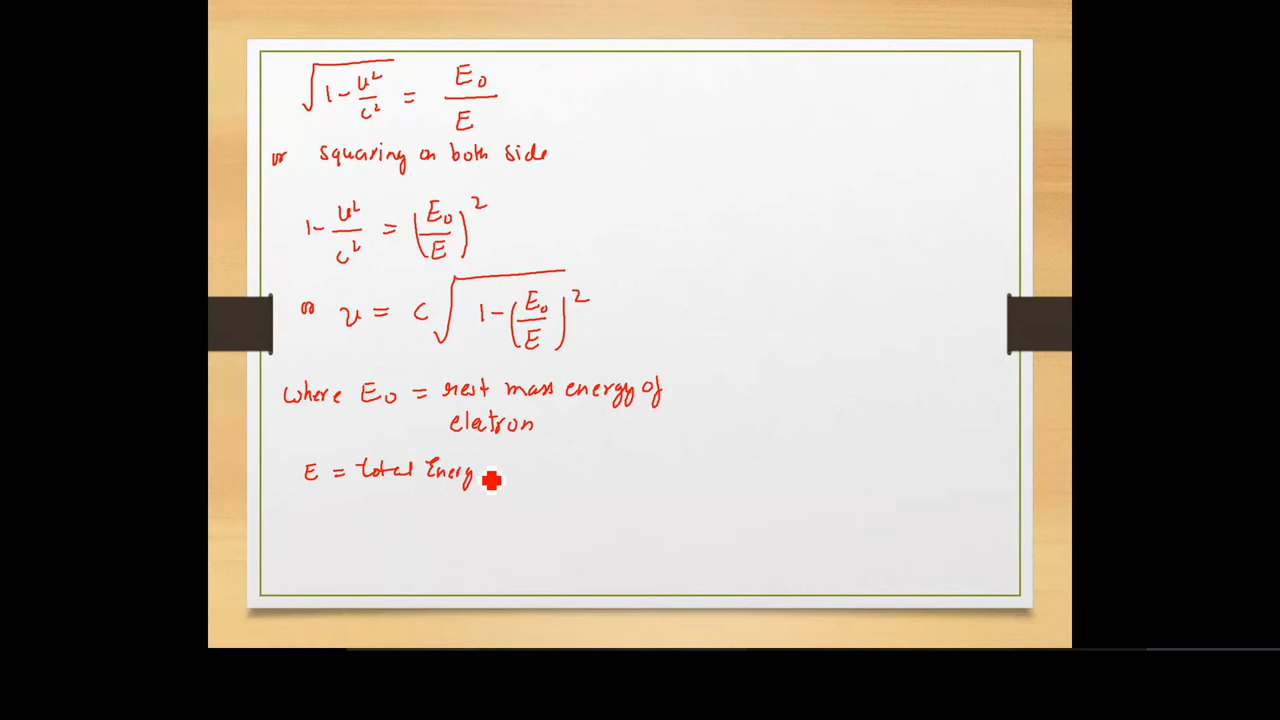 √(1 - u²/c²) = E₀/E
or squaring on both side
1 - u²/c² = (E₀/E)²
or v = c √(1 - (E₀/E)²)
where E₀ = rest mass energy of
elatron
E = total Energ